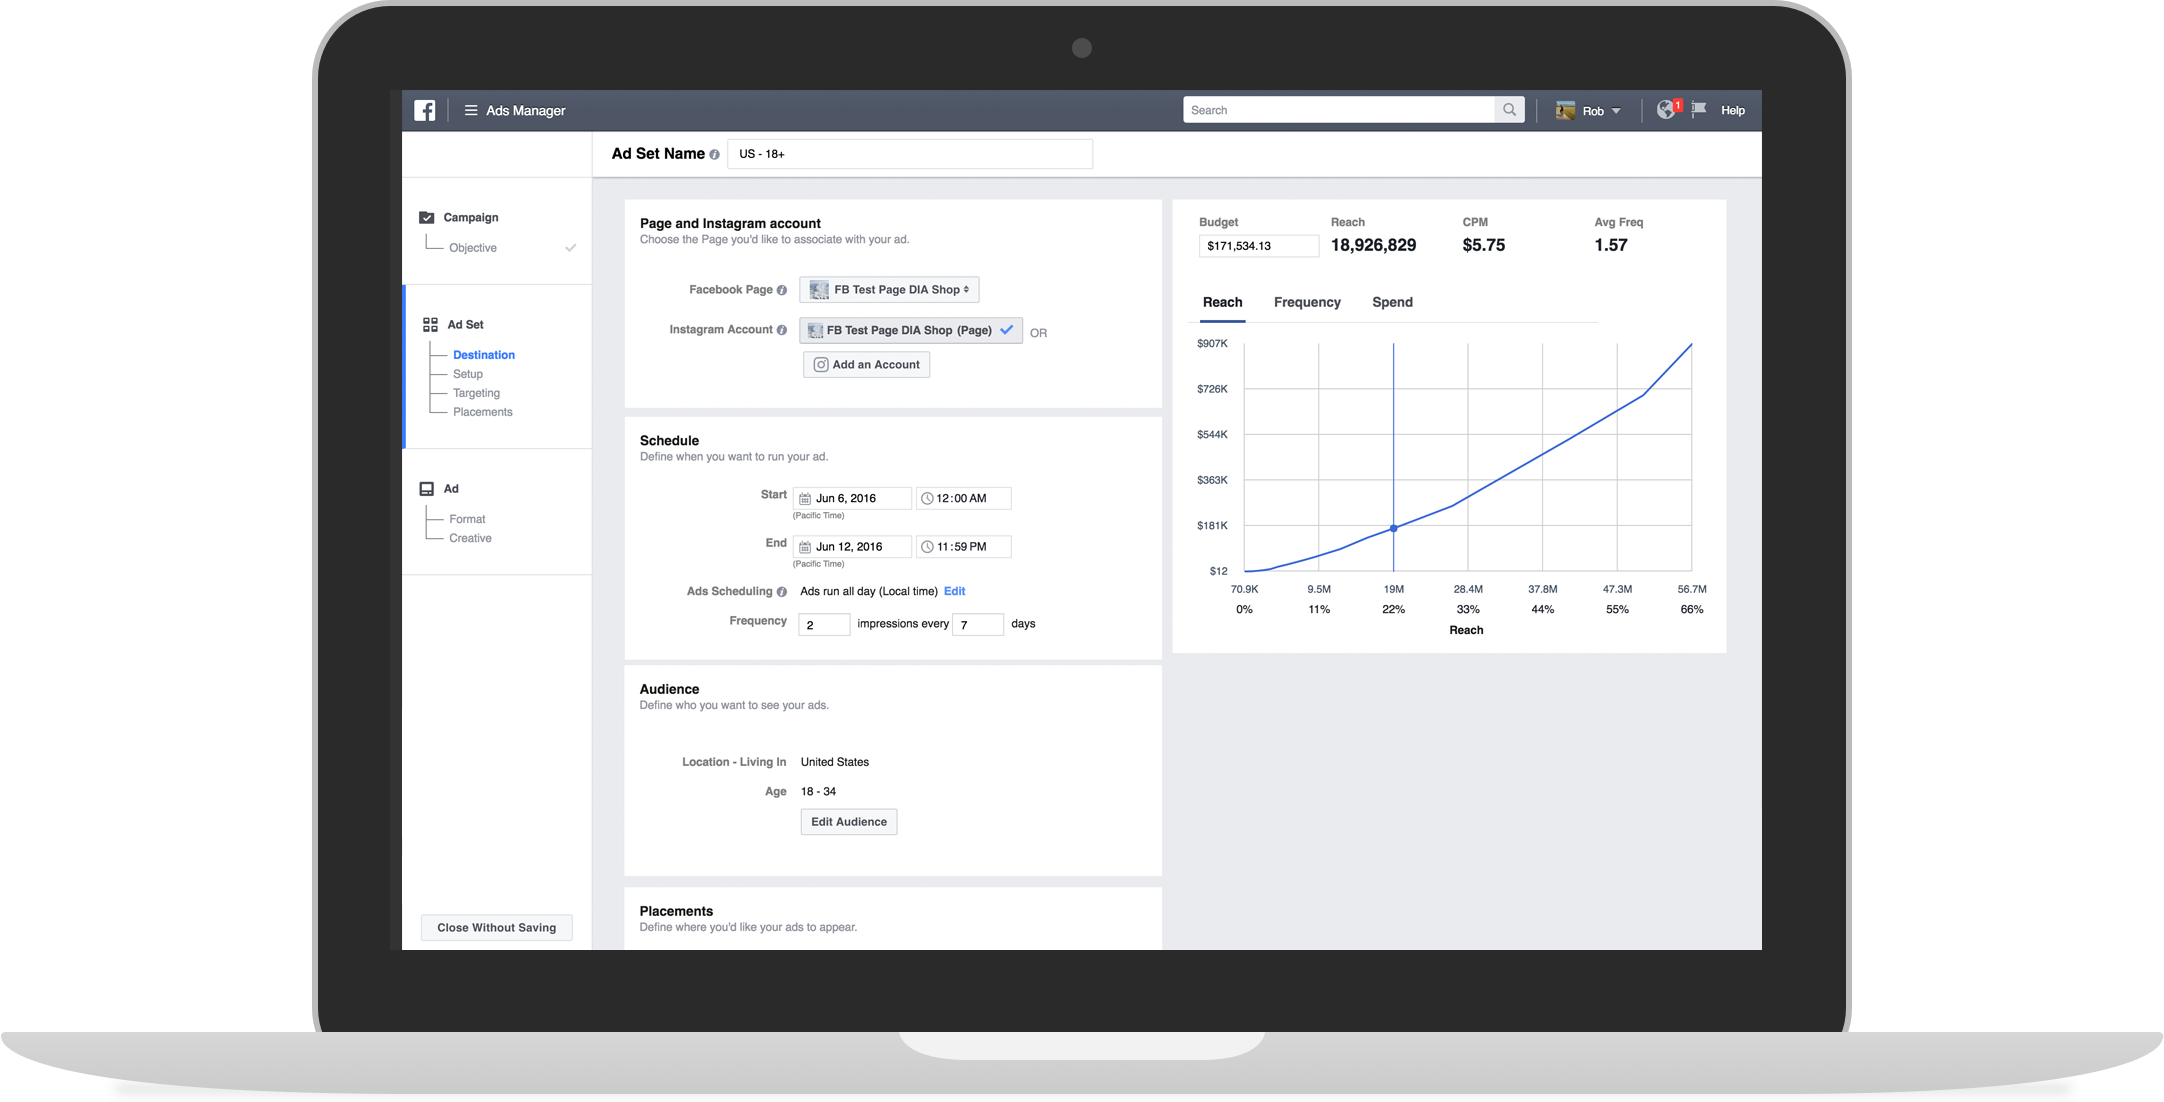 Ads Manager
Search
Rob
1
Help
Ad Set Name
US - 18+
Campaign
Objective
Ad Set
Destination
Setup
Targeting
Placements
Ad
Format
Creative
Close Without Saving
Page and Instagram account
Choose the Page you'd like to associate with your ad.
Facebook Page
FB Test Page DIA Shop
Instagram Account
FB Test Page DIA Shop (Page)
OR
Add an Account
Schedule
Define when you want to run your ad.
Start
Jun 6, 2016
12:00 AM
(Pacific Time)
End
Jun 12, 2016
11:59 PM
(Pacific Time)
Ads Scheduling
Ads run all day (Local time) Edit
Frequency
2 impressions every 7 days
Audience
Define who you want to see your ads.
Location - Living In
United States
Age
18 - 34
Edit Audience
Placements
Define where you'd like your ads to appear.
Budget
$171,534.13
Reach
18,926,829
CPM
$5.75
Avg Freq
1.57
Reach Frequency Spend
$907K
$726K
$544K
$363K
$181K
$12
70.9K 9.5M 19M 28.4M 37.8M 47.3M 56.7M
0% 11% 22% 33% 44% 55% 66%
Reach